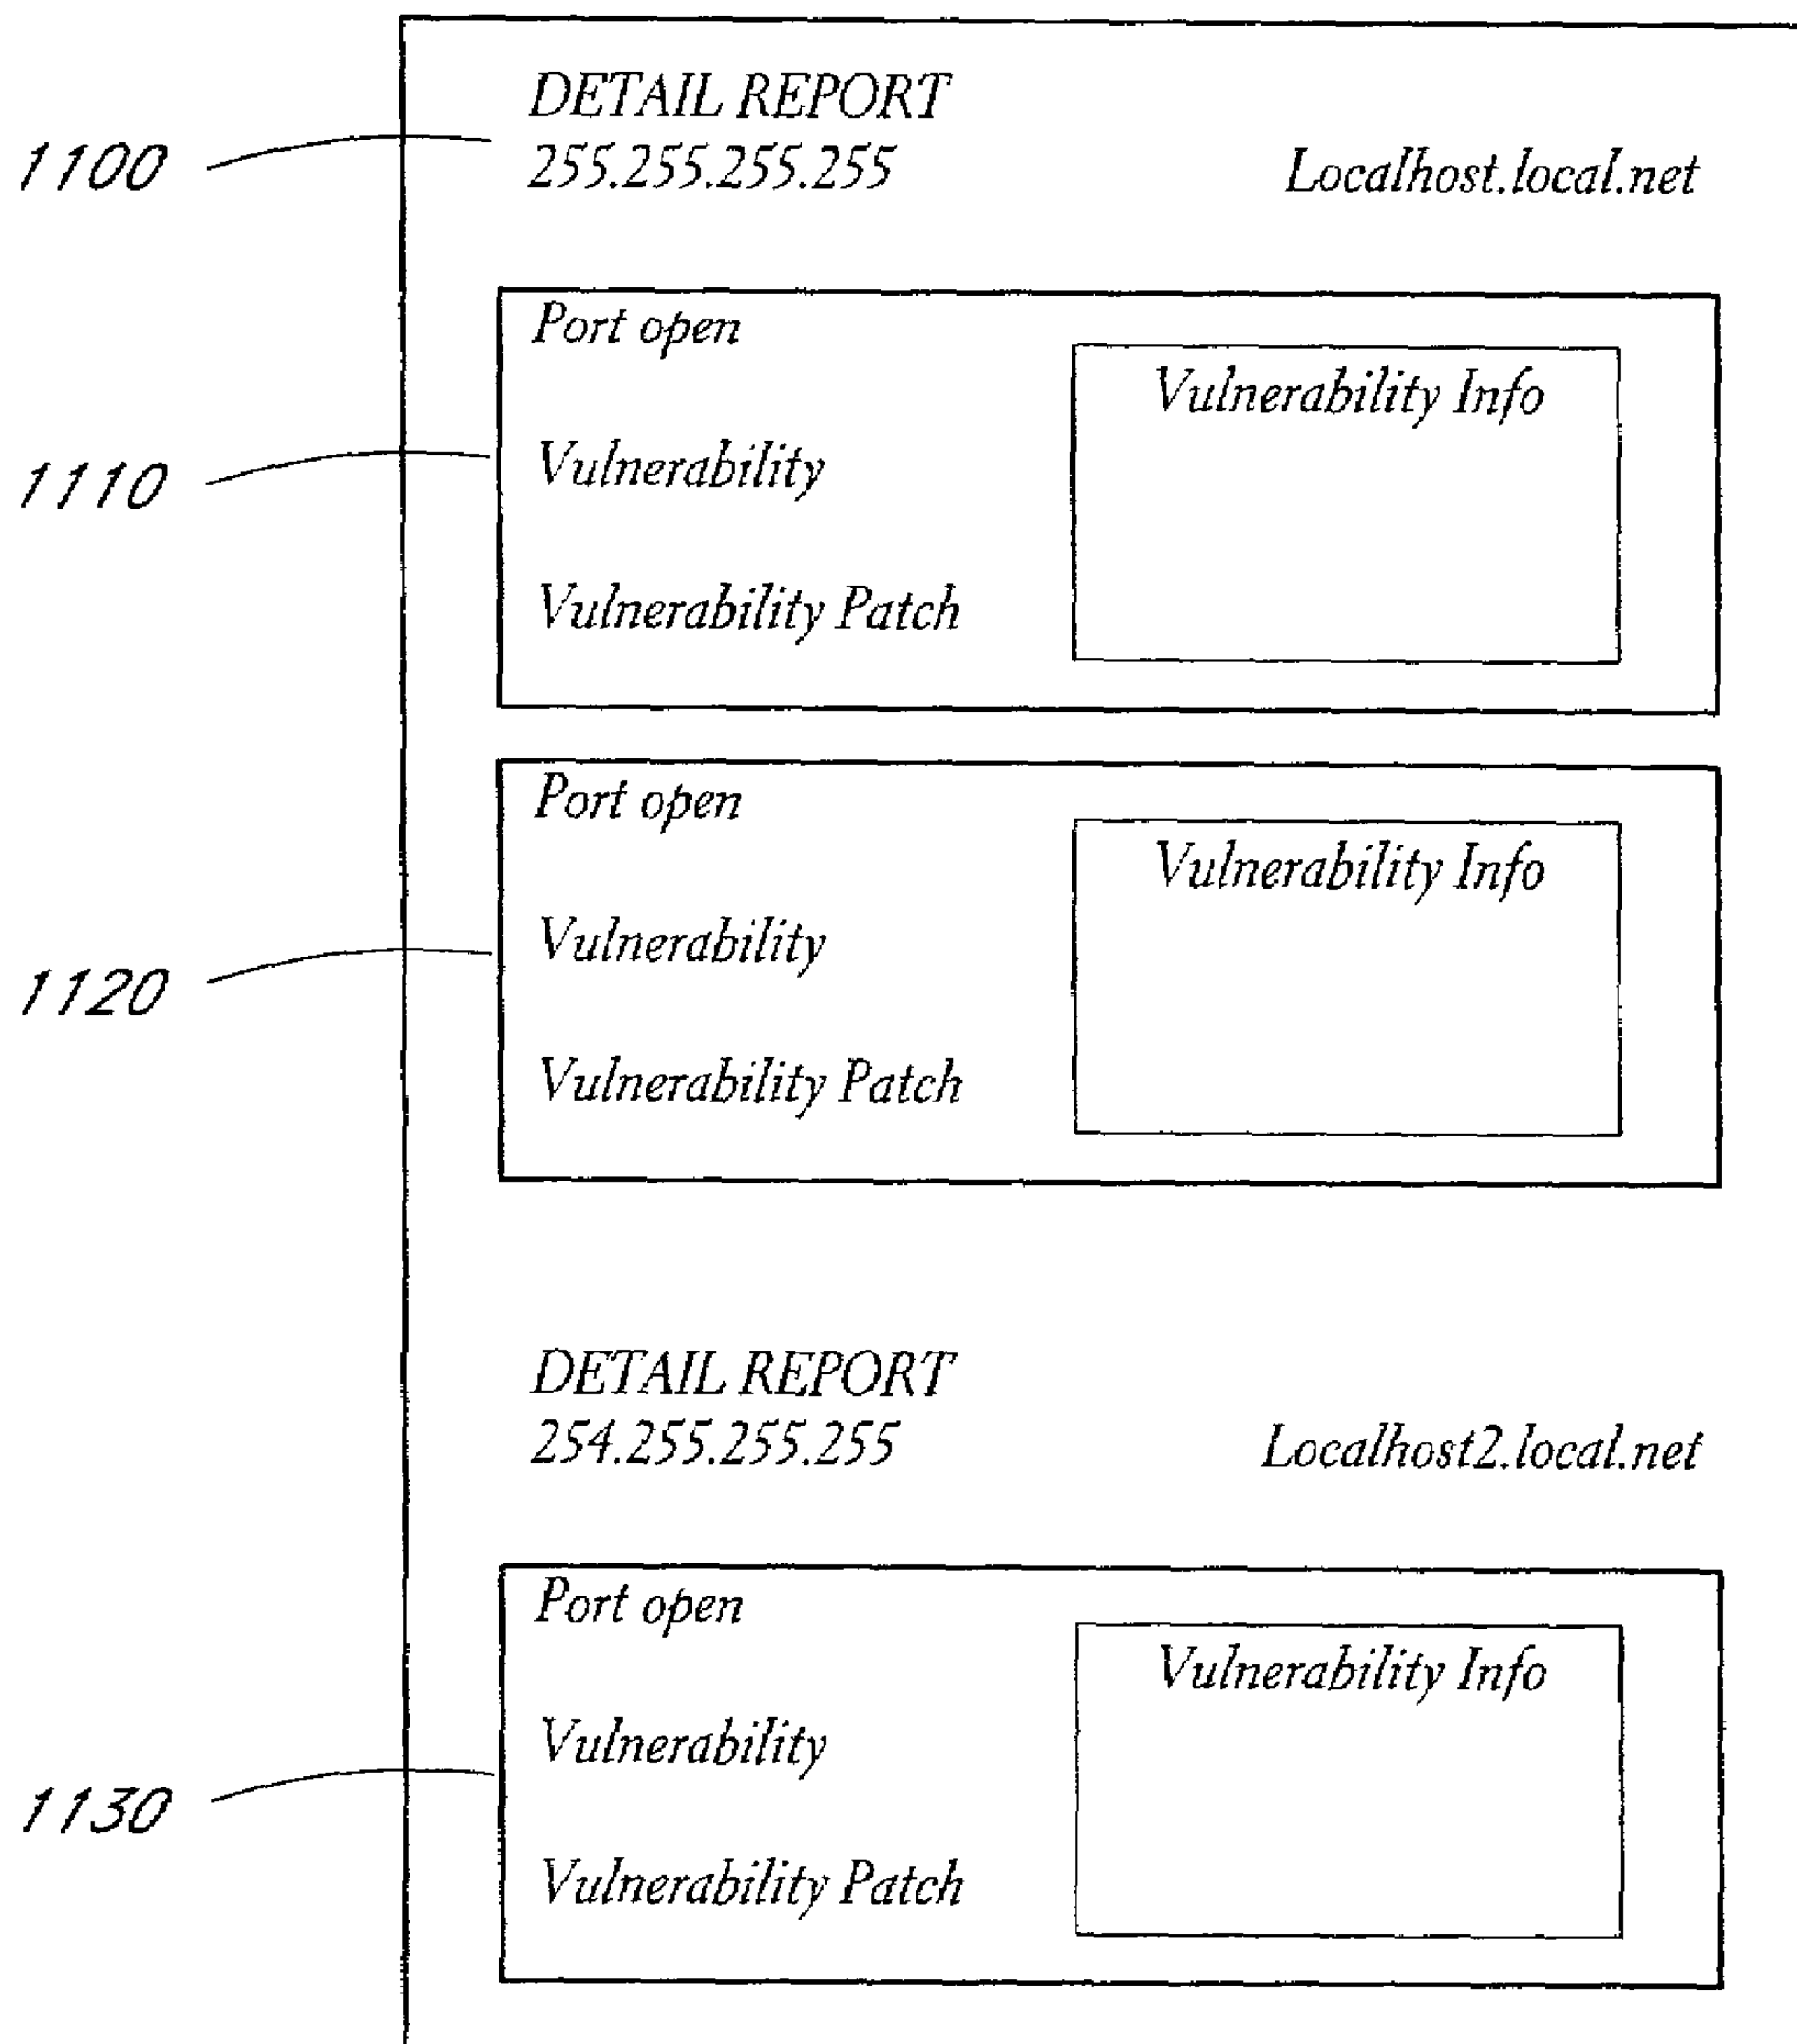 DETAIL REPORT
1100
255.255.255.255 Localhost.local.net
Port open
Vulnerability Info
1110
Vulnerability
Vulnerability Patch
Port open
Vulnerability Info
1120
Vulnerability
Vulnerability Patch
DETAIL REPORT
254.255.255.255 Localhost2.local.net
Port open
Vulnerability Info
1130
Vulnerability
Vulnerability Patch